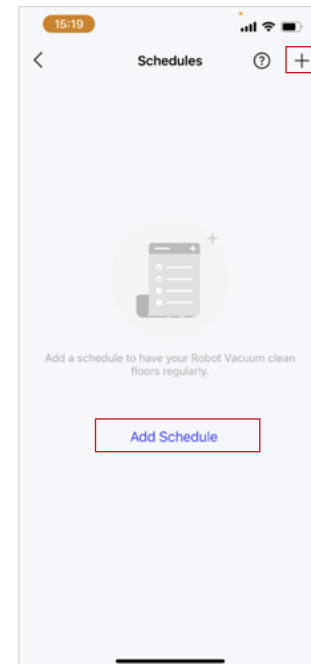 15:19
Schedules
Add a schedule to have your Robot Vacuum clean
floors regularly.
Add Schedule